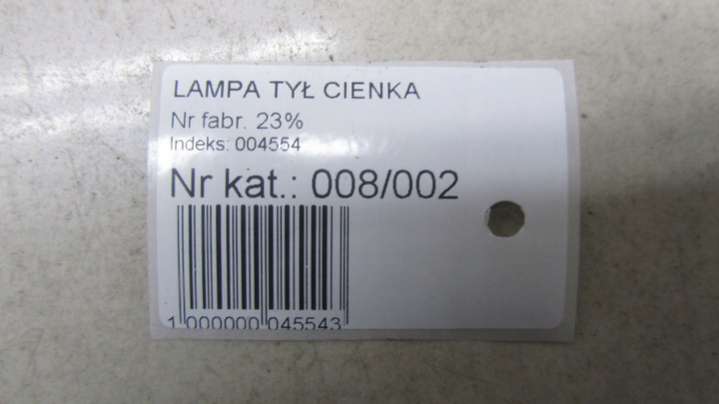 LAMPA TYŁ CIENKA
Nr fabr. 23%
Indeks: 004554
Nr kat.: 008/002
1 000000 045543